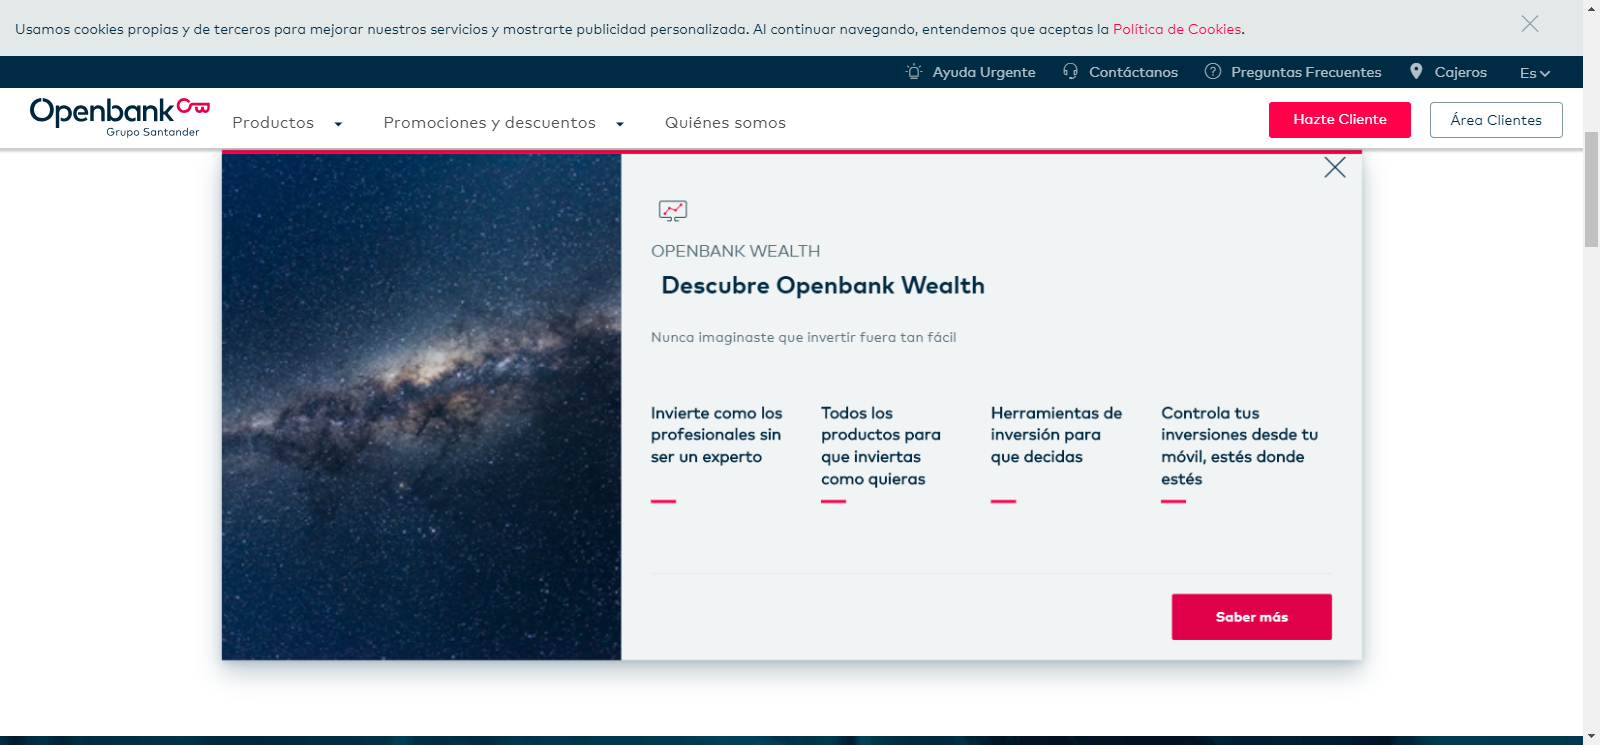 Usamos cookies propias y de terceros para mejorar nuestros servicios y mostrarte publicidad personalizada. Al continuar navegando, entendemos que aceptas la Política de Cookies.
Ayuda Urgente
Contáctanos
Preguntas Frecuentes
Cajeros
Es
Openbank
Grupo Santander
Productos
Promociones y descuentos
Quiénes somos
Hazte Cliente
Área Clientes
OPENBANK WEALTH
Descubre Openbank Wealth
Nunca imaginaste que invertir fuera tan fácil
Invierte como los
profesionales sin
ser un experto
Todos los
productos para
que inviertas
como quieras
Herramientas de
inversión para
que decidas
Controla tus
inversiones desde tu
móvil, estés donde
estés
Saber más